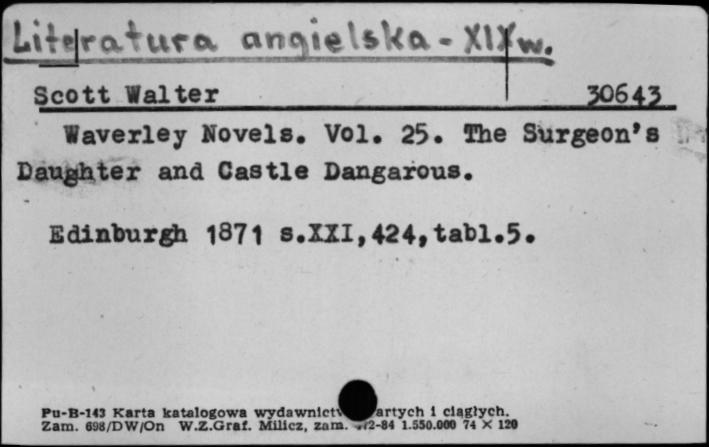 Literatura angielska - XIX w.
Scott Walter 30643
Waverley Novels. Vol. 25. The Surgeon's
Daughter and Castle Dangarous.
Edinburgh 1871 s.XXI,424,tabl.5.
Pu-B-143 Karta katalogowa wydawnictw artych i ciągłych.
Zam. 698/DW/On W.Z.Graf. Milicz, zam. 2-84 1.550.000 74 × 120